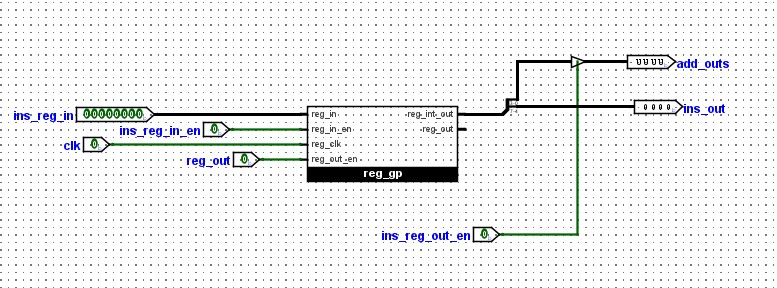 add_outs
UUUU
ins_reg_in
00000000
reg_in
reg_int_out
0000
ins_out
ins_reg_in_en
0
reg_in_en
reg_out
clk
0
reg_clk
reg_out
0
reg_out_en
reg_gp
ins_reg_out_en
0